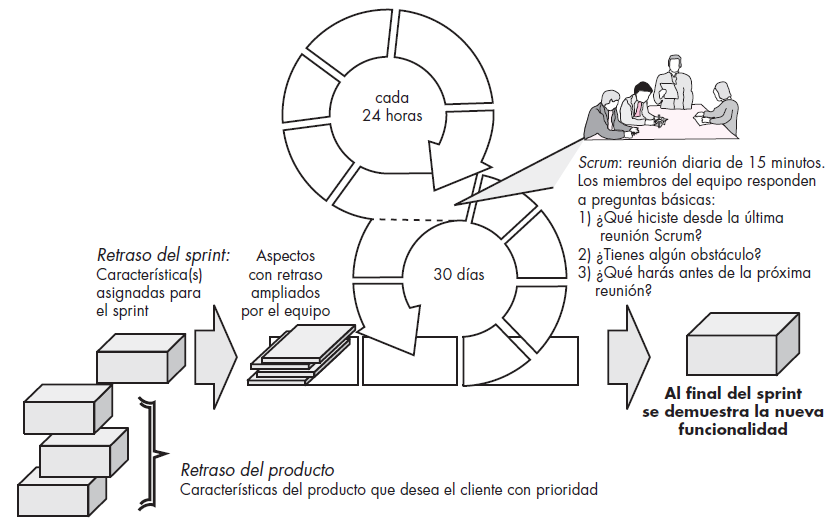 cada
24 horas
Scrum: reunión diaria de 15 minutos.
Los miembros del equipo responden
a preguntas básicas:
1) ¿Qué hiciste desde la última
reunión Scrum?
2) ¿Tienes algún obstáculo?
3) ¿Qué harás antes de la próxima
reunión?
Retraso del sprint:
Característica(s)
asignadas para
el sprint
Aspectos
con retraso
ampliados
por el equipo
30 días
Al final del sprint
se demuestra la nueva
funcionalidad
Retraso del producto
Características del producto que desea el cliente con prioridad